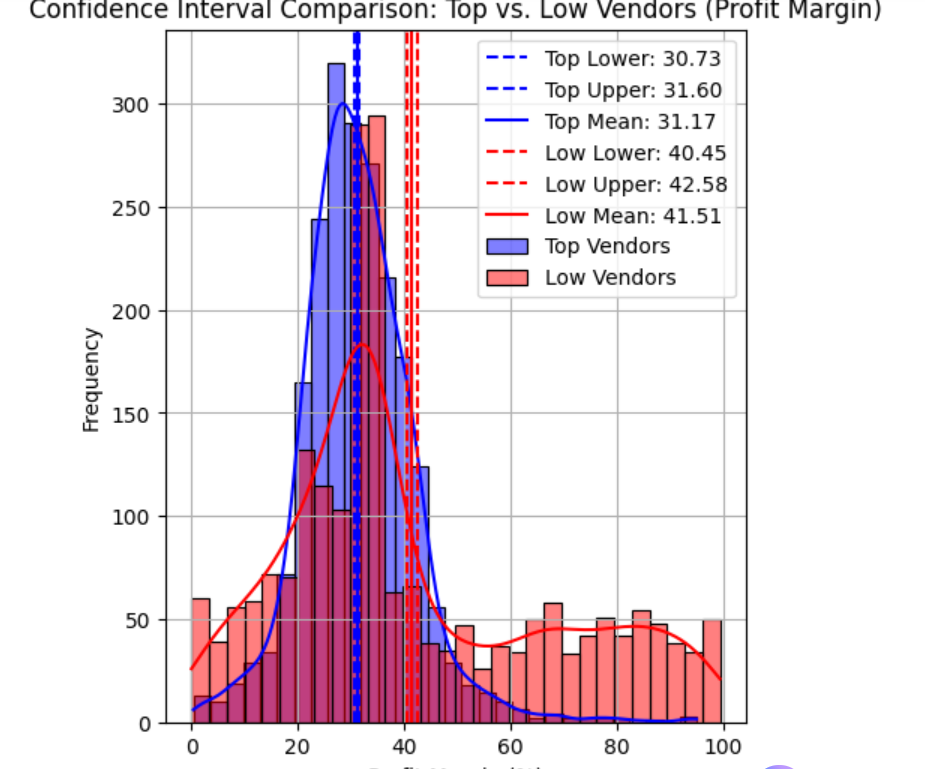 Confidence Interval Comparison: Top vs. Low Vendors (Profit Margin)
Top Lower: 30.73
Top Upper: 31.60
Top Mean: 31.17
Low Lower: 40.45
Low Upper: 42.58
Low Mean: 41.51
Top Vendors
Low Vendors
Frequency
300
250
200
150
100
50
0
0 20 40 60 80 100